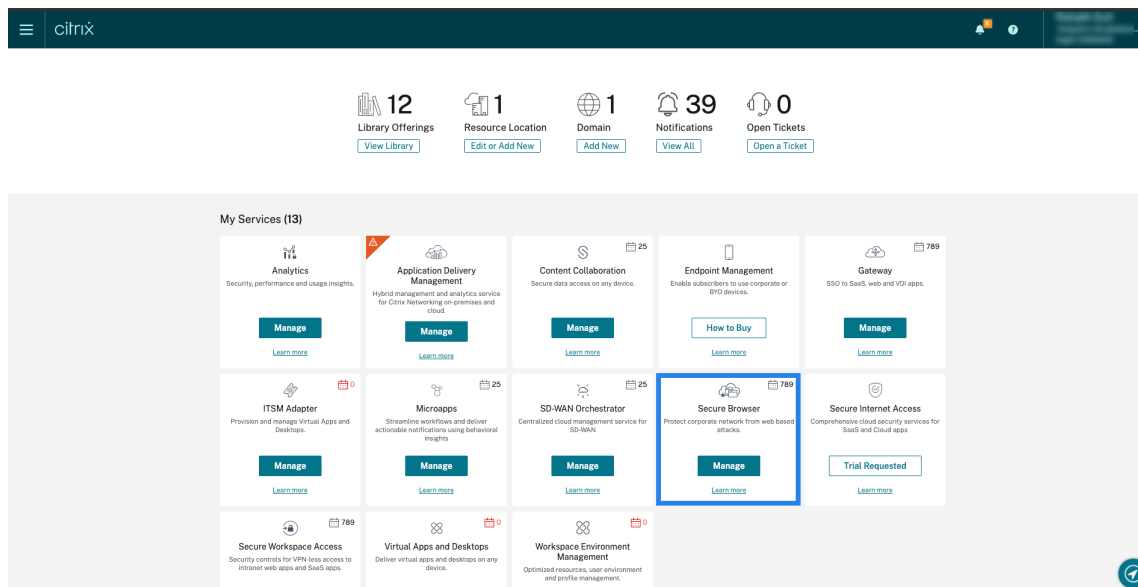 citrix
5
?
12
Library Offerings
View Library
1
Resource Location
Edit or Add New
1
Domain
Add New
39
Notifications
View All
0
Open Tickets
Open a Ticket
My Services (13)
Analytics
Security, performance and usage insights.
Manage
Learn more
Application Delivery
Management
Hybrid management and analytics service
for Citrix Networking on-premises and
cloud.
Manage
Learn more
25
Content Collaboration
Secure data access on any device.
Manage
Learn more
Endpoint Management
Enable subscribers to use corporate or
BYO devices.
How to Buy
Learn more
789
Gateway
SSO to SaaS, web and VDI apps.
Manage
Learn more
0
ITSM Adapter
Provision and manage Virtual Apps and
Desktops.
Manage
Learn more
25
Microapps
Streamline workflows and deliver
actionable notifications using behavioral
insights
Manage
Learn more
25
SD-WAN Orchestrator
Centralized cloud management service for
SD-WAN
Manage
Learn more
789
Secure Browser
Protect corporate network from web based
attacks.
Manage
Learn more
Secure Internet Access
Comprehensive cloud security services for
SaaS and Cloud apps
Trial Requested
Learn more
789
Secure Workspace Access
Security controls for VPN-less access to
intranet web apps and SaaS apps.
0
Virtual Apps and Desktops
Deliver virtual apps and desktops on any
device.
0
Workspace Environment
Management
Optimized resources, user environment
and profile management.